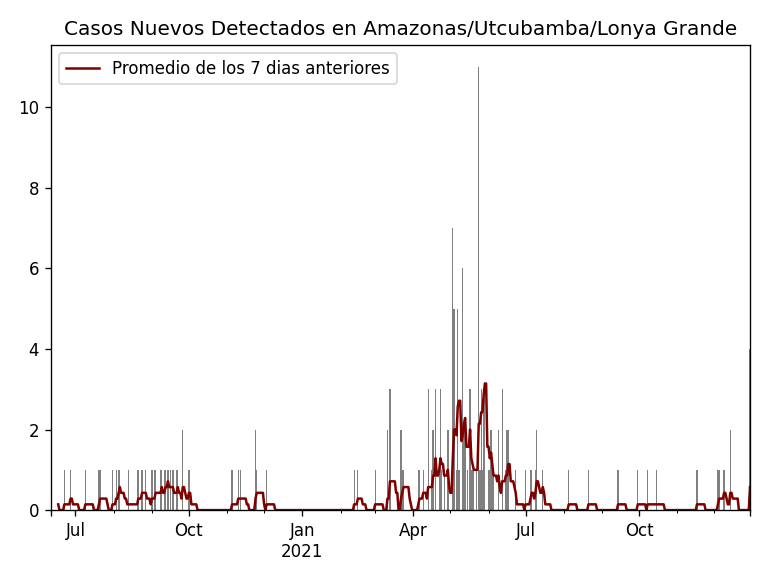 Casos Nuevos Detectados en Amazonas/Utcubamba/Lonya Grande
Promedio de los 7 dias anteriores
10
8
6
4
2
0
Jul
Oct
Jan
Apr
Jul
Oct
2021